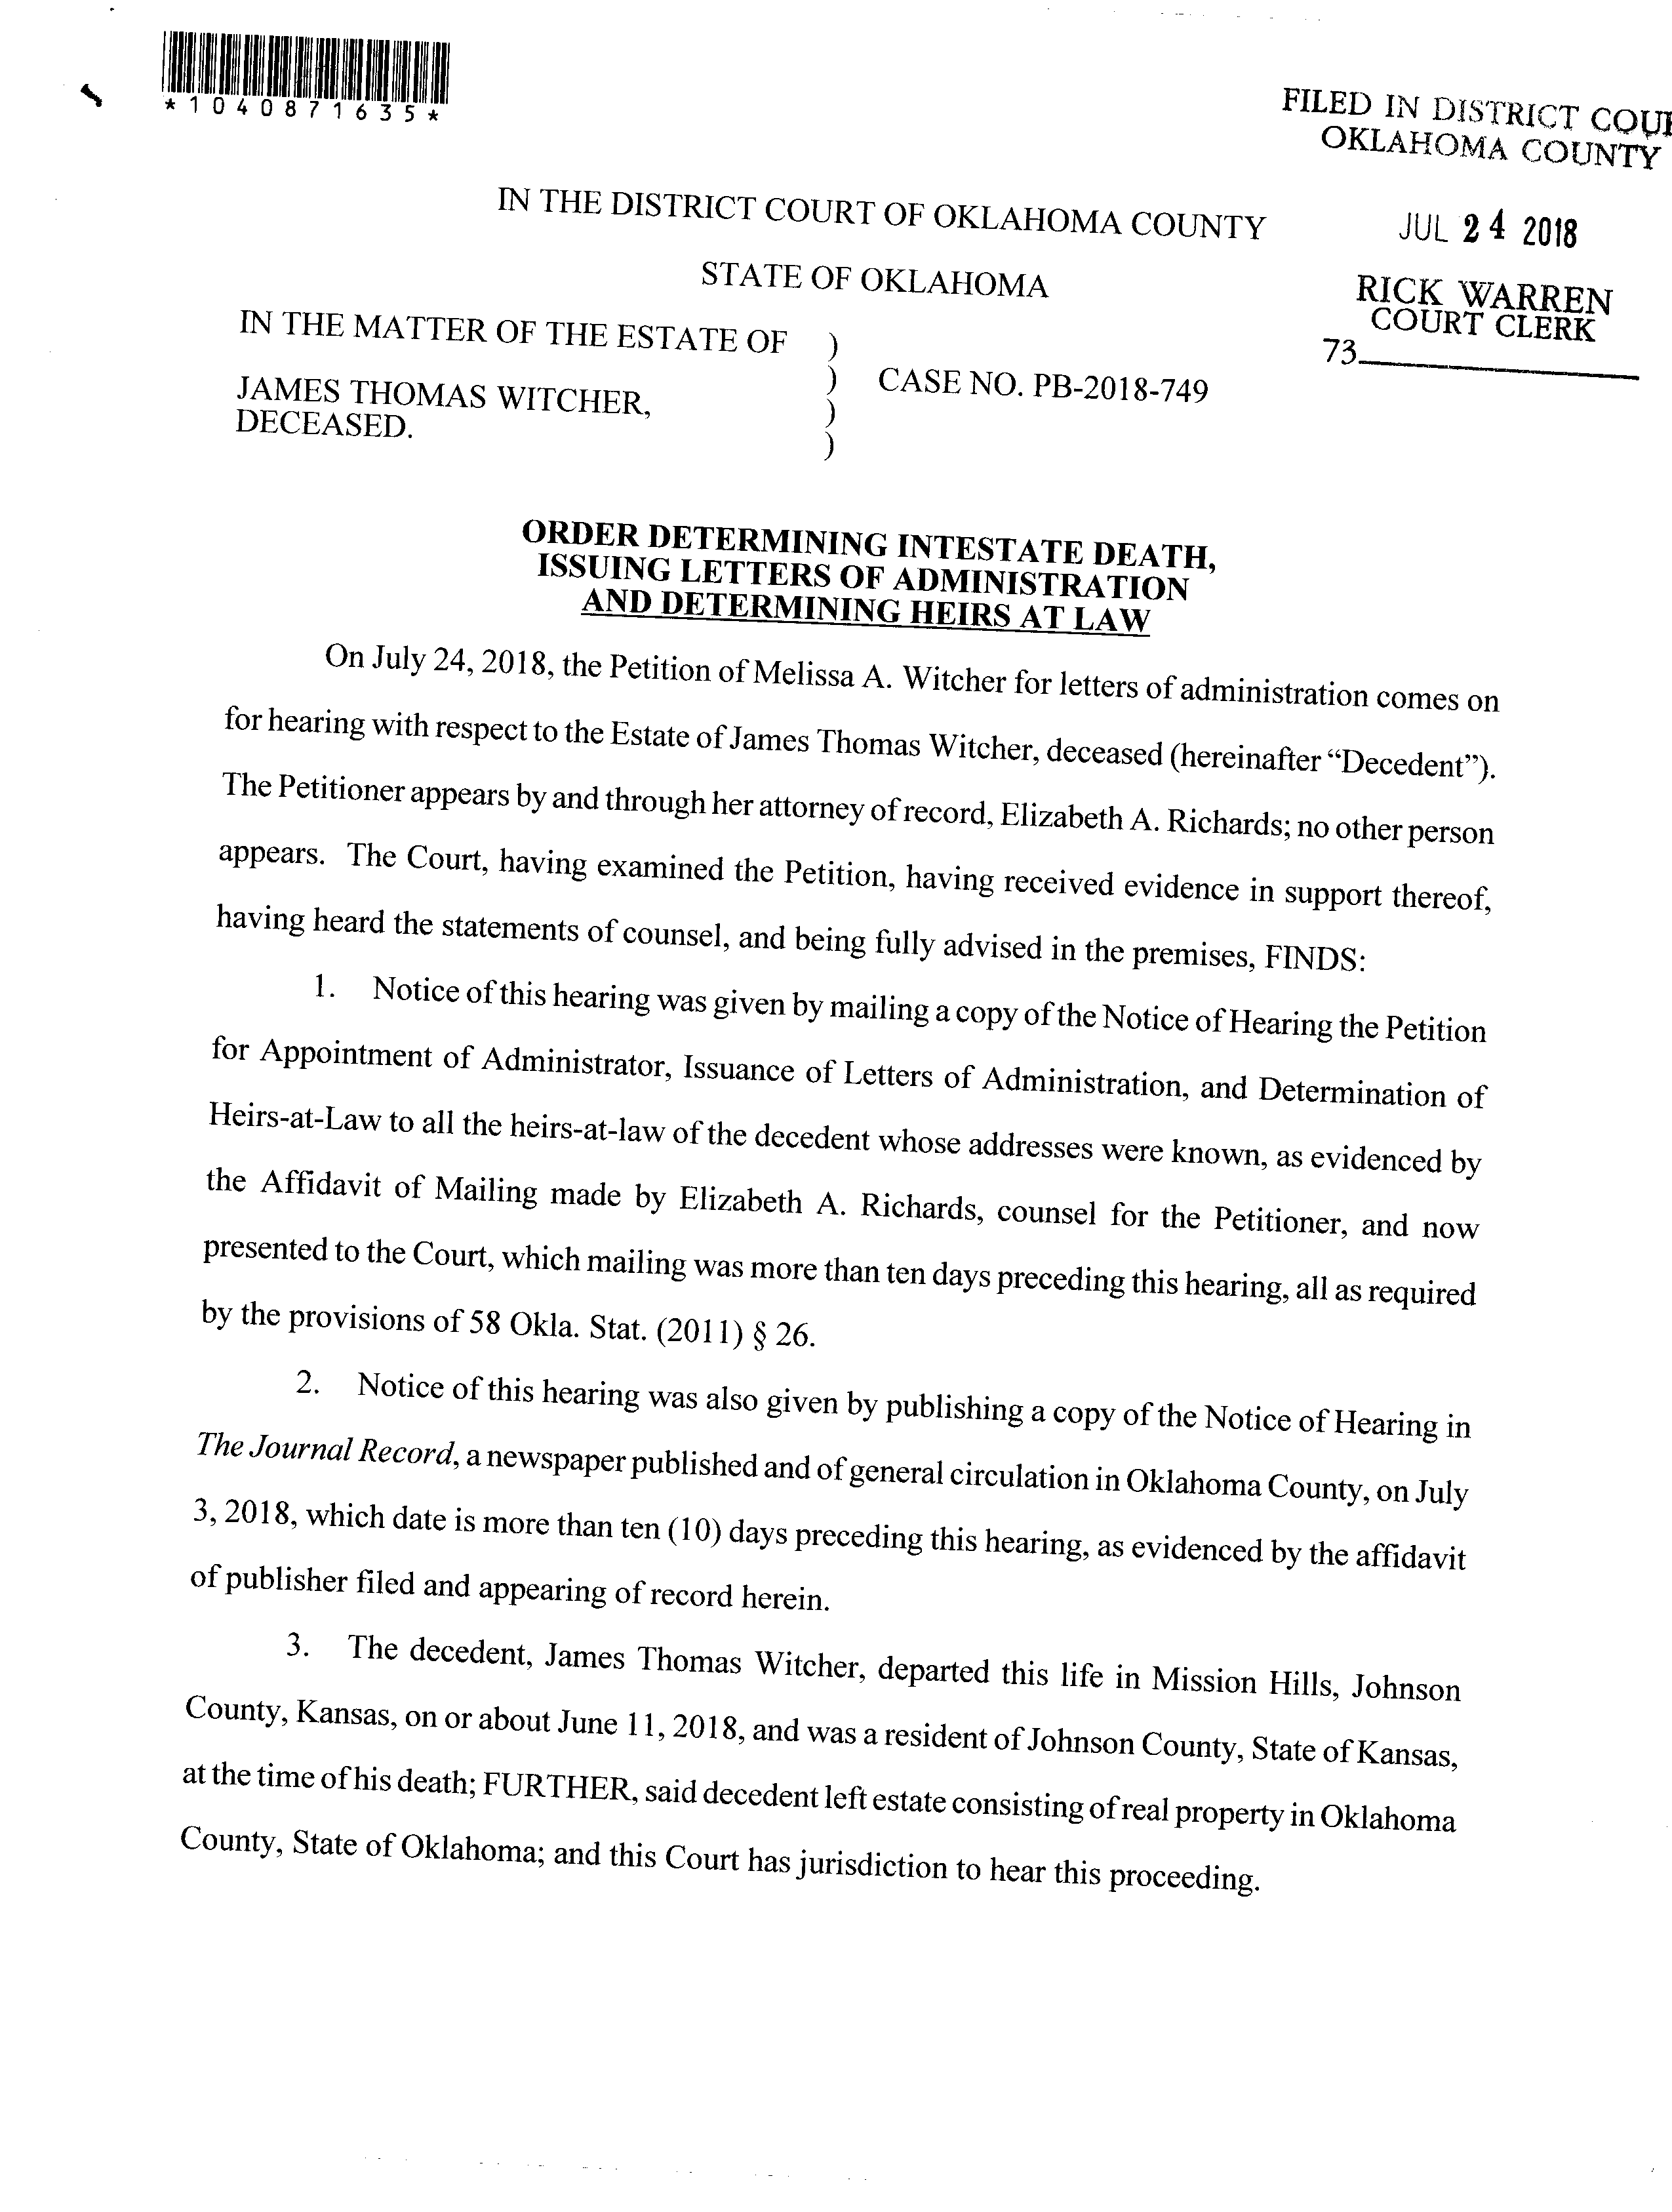 *1040871635*
FILED IN DISTRICT COUR
OKLAHOMA COUNTY
JUL 24 2018
RICK WARREN
COURT CLERK
73
IN THE DISTRICT COURT OF OKLAHOMA COUNTY
STATE OF OKLAHOMA
IN THE MATTER OF THE ESTATE OF )
)
JAMES THOMAS WITCHER, ) CASE NO. PB-2018-749
DECEASED. )
ORDER DETERMINING INTESTATE DEATH,
ISSUING LETTERS OF ADMINISTRATION
AND DETERMINING HEIRS AT LAW
On July 24, 2018, the Petition of Melissa A. Witcher for letters of administration comes on
for hearing with respect to the Estate of James Thomas Witcher, deceased (hereinafter “Decedent”).
The Petitioner appears by and through her attorney of record, Elizabeth A. Richards; no other person
appears. The Court, having examined the Petition, having received evidence in support thereof,
having heard the statements of counsel, and being fully advised in the premises, FINDS:
1. Notice of this hearing was given by mailing a copy of the Notice of Hearing the Petition
for Appointment of Administrator, Issuance of Letters of Administration, and Determination of
Heirs-at-Law to all the heirs-at-law of the decedent whose addresses were known, as evidenced by
the Affidavit of Mailing made by Elizabeth A. Richards, counsel for the Petitioner, and now
presented to the Court, which mailing was more than ten days preceding this hearing, all as required
by the provisions of 58 Okla. Stat. (2011) § 26.
2. Notice of this hearing was also given by publishing a copy of the Notice of Hearing in
The Journal Record, a newspaper published and of general circulation in Oklahoma County, on July
3, 2018, which date is more than ten (10) days preceding this hearing, as evidenced by the affidavit
of publisher filed and appearing of record herein.
3. The decedent, James Thomas Witcher, departed this life in Mission Hills, Johnson
County, Kansas, on or about June 11, 2018, and was a resident of Johnson County, State of Kansas,
at the time of his death; FURTHER, said decedent left estate consisting of real property in Oklahoma
County, State of Oklahoma; and this Court has jurisdiction to hear this proceeding.